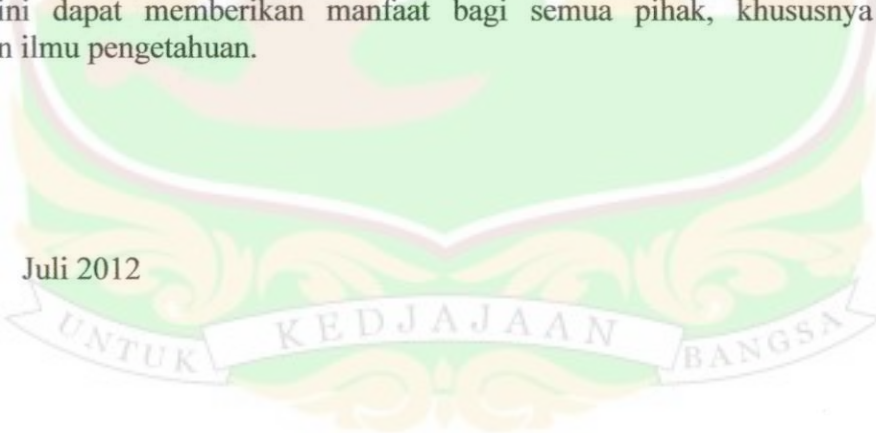 ini dapat memberikan manfaat bagi semua pihak, khususnya
n ilmu pengetahuan.
Juli 2012
UNTUK KEDJAJAAN BANGSA